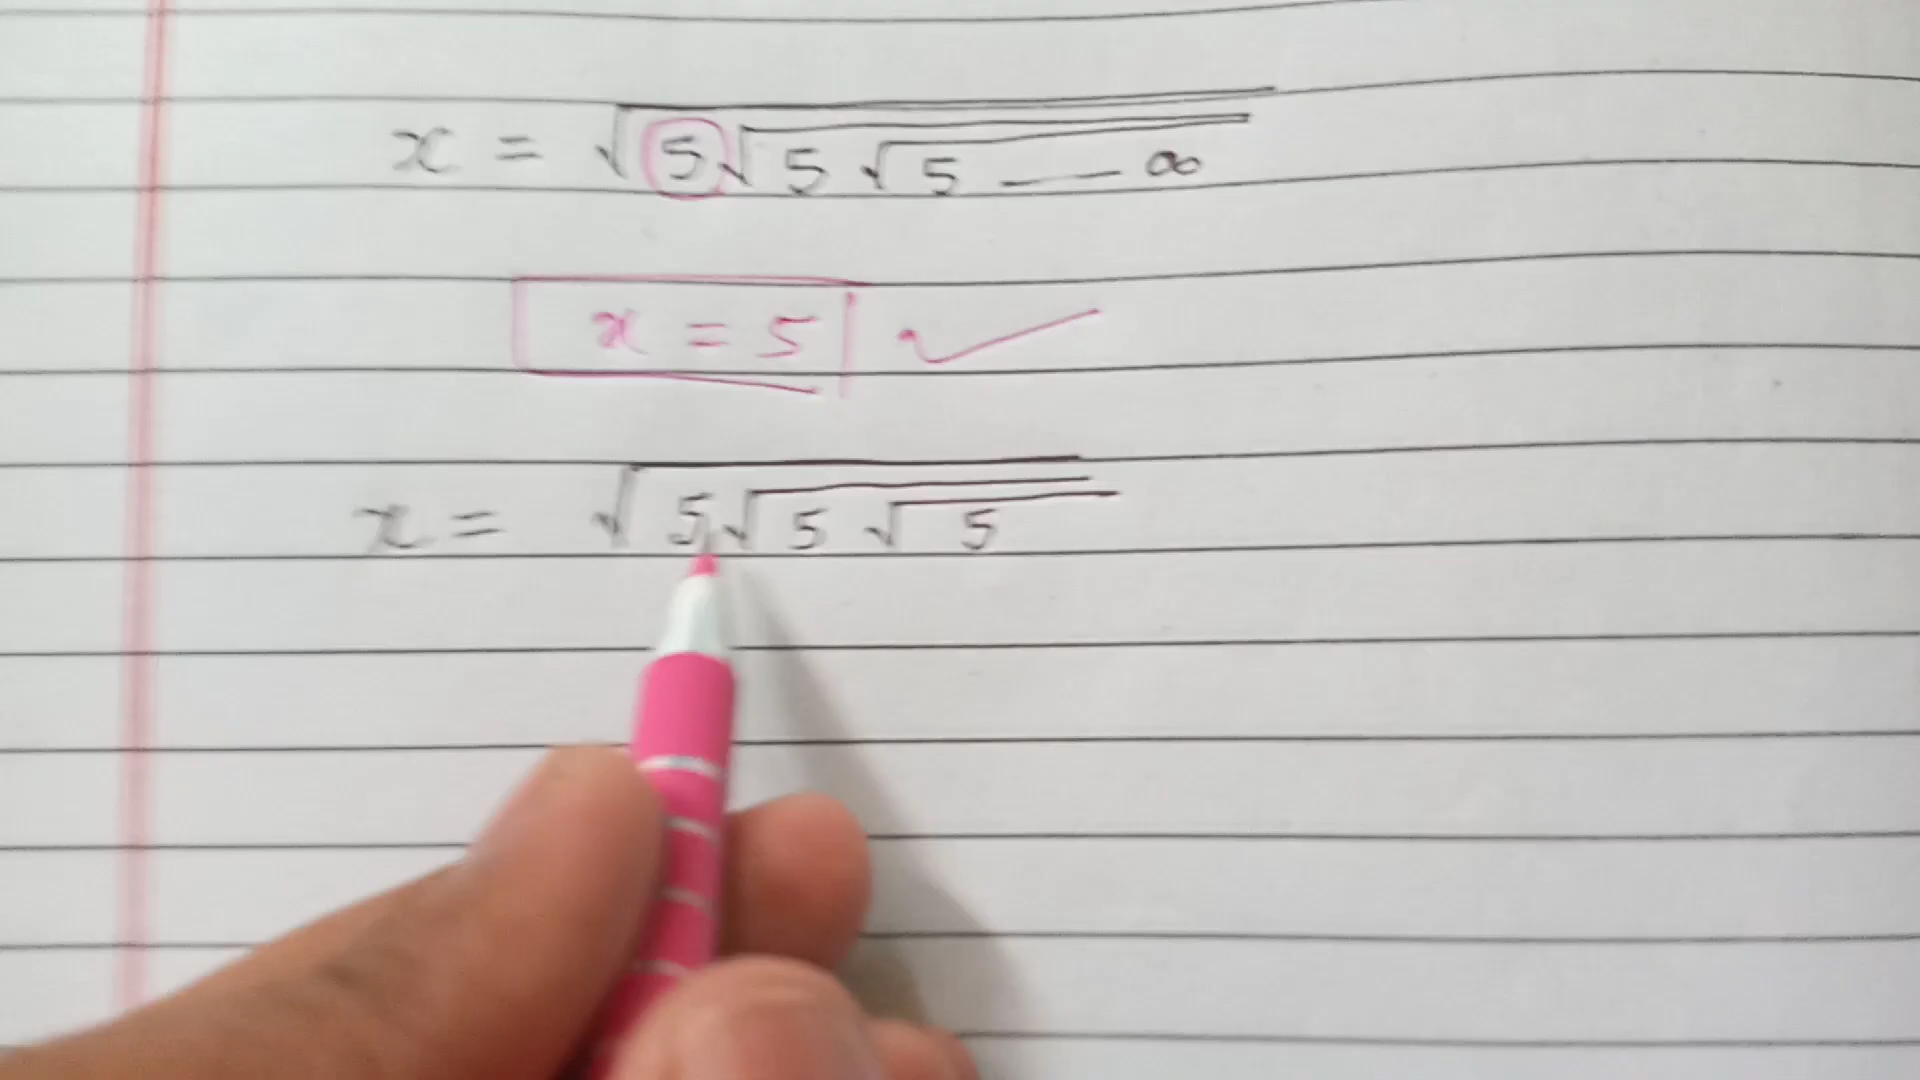 x = √5√5√5 -- ∞
x = 5 ✓
x = √5√5√5